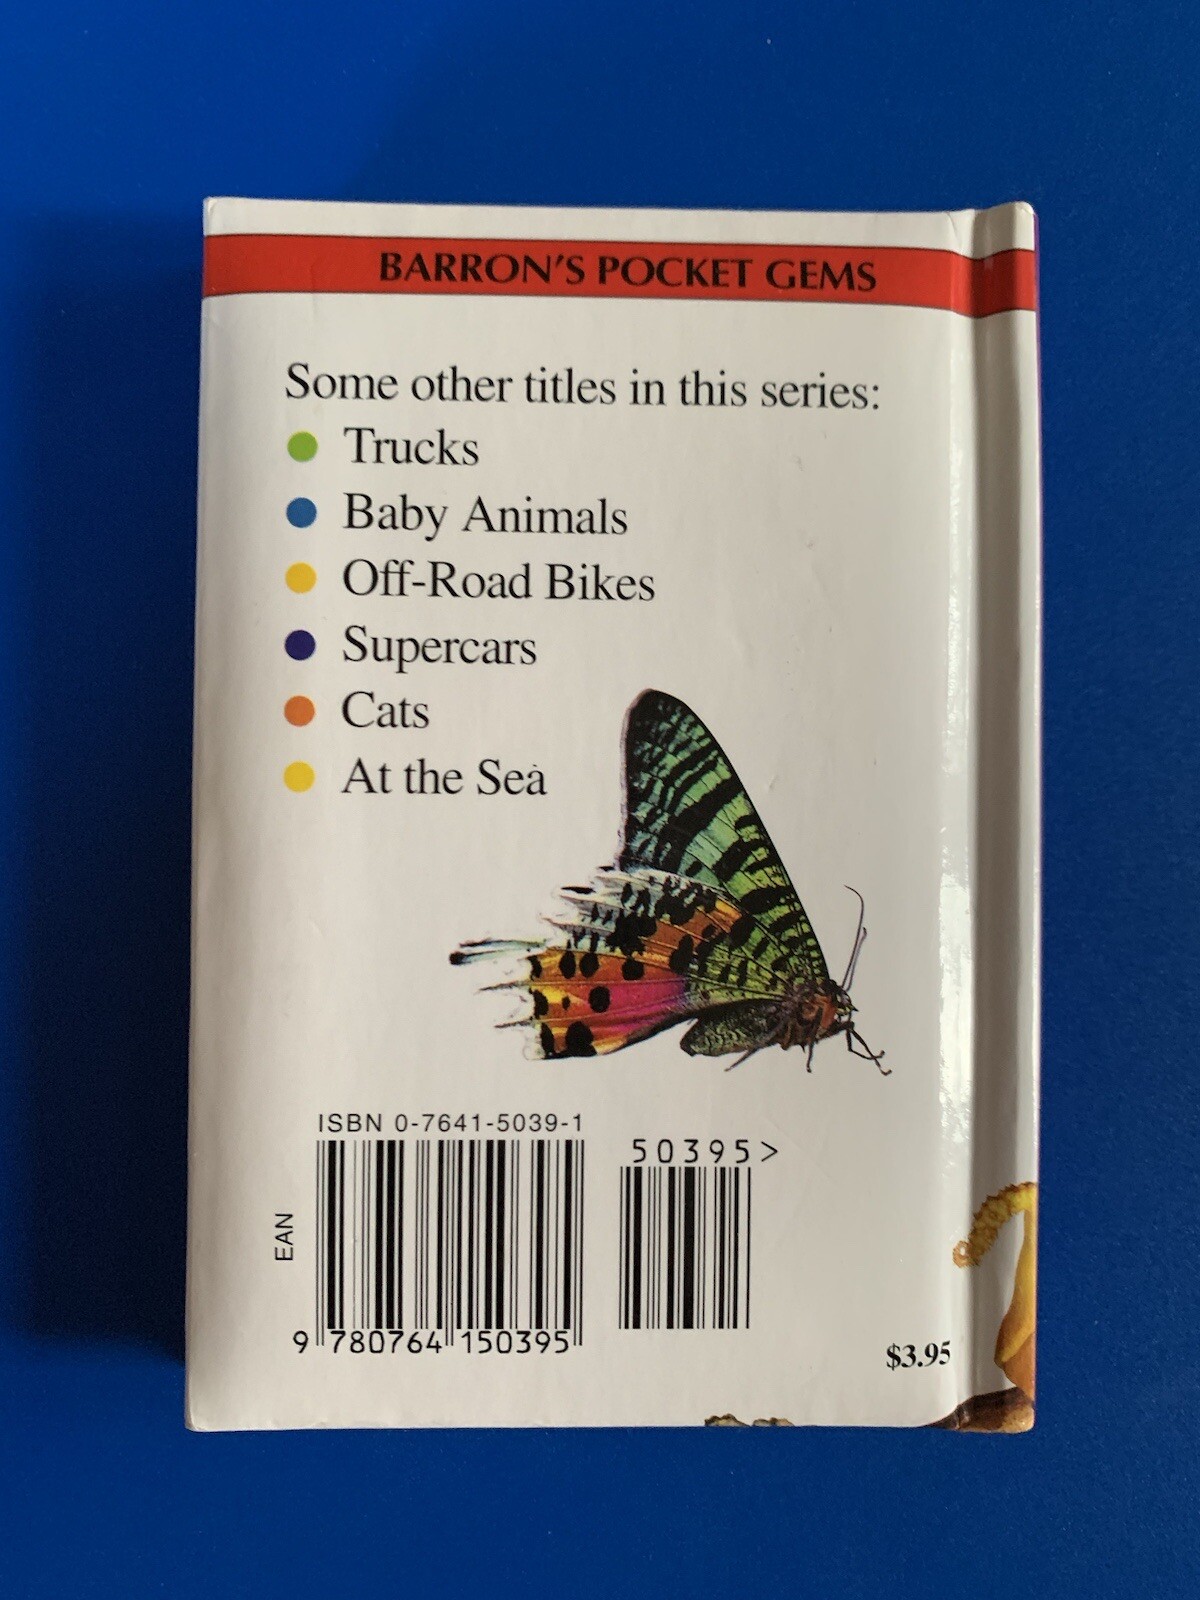 BARRON'S POCKET GEMS
Some other titles in this series:
Trucks
Baby Animals
Off-Road Bikes
Supercars
Cats
At the Sea
ISBN 0-7641-5039-1
50395>
EAN
9 780764 150395
$3.95